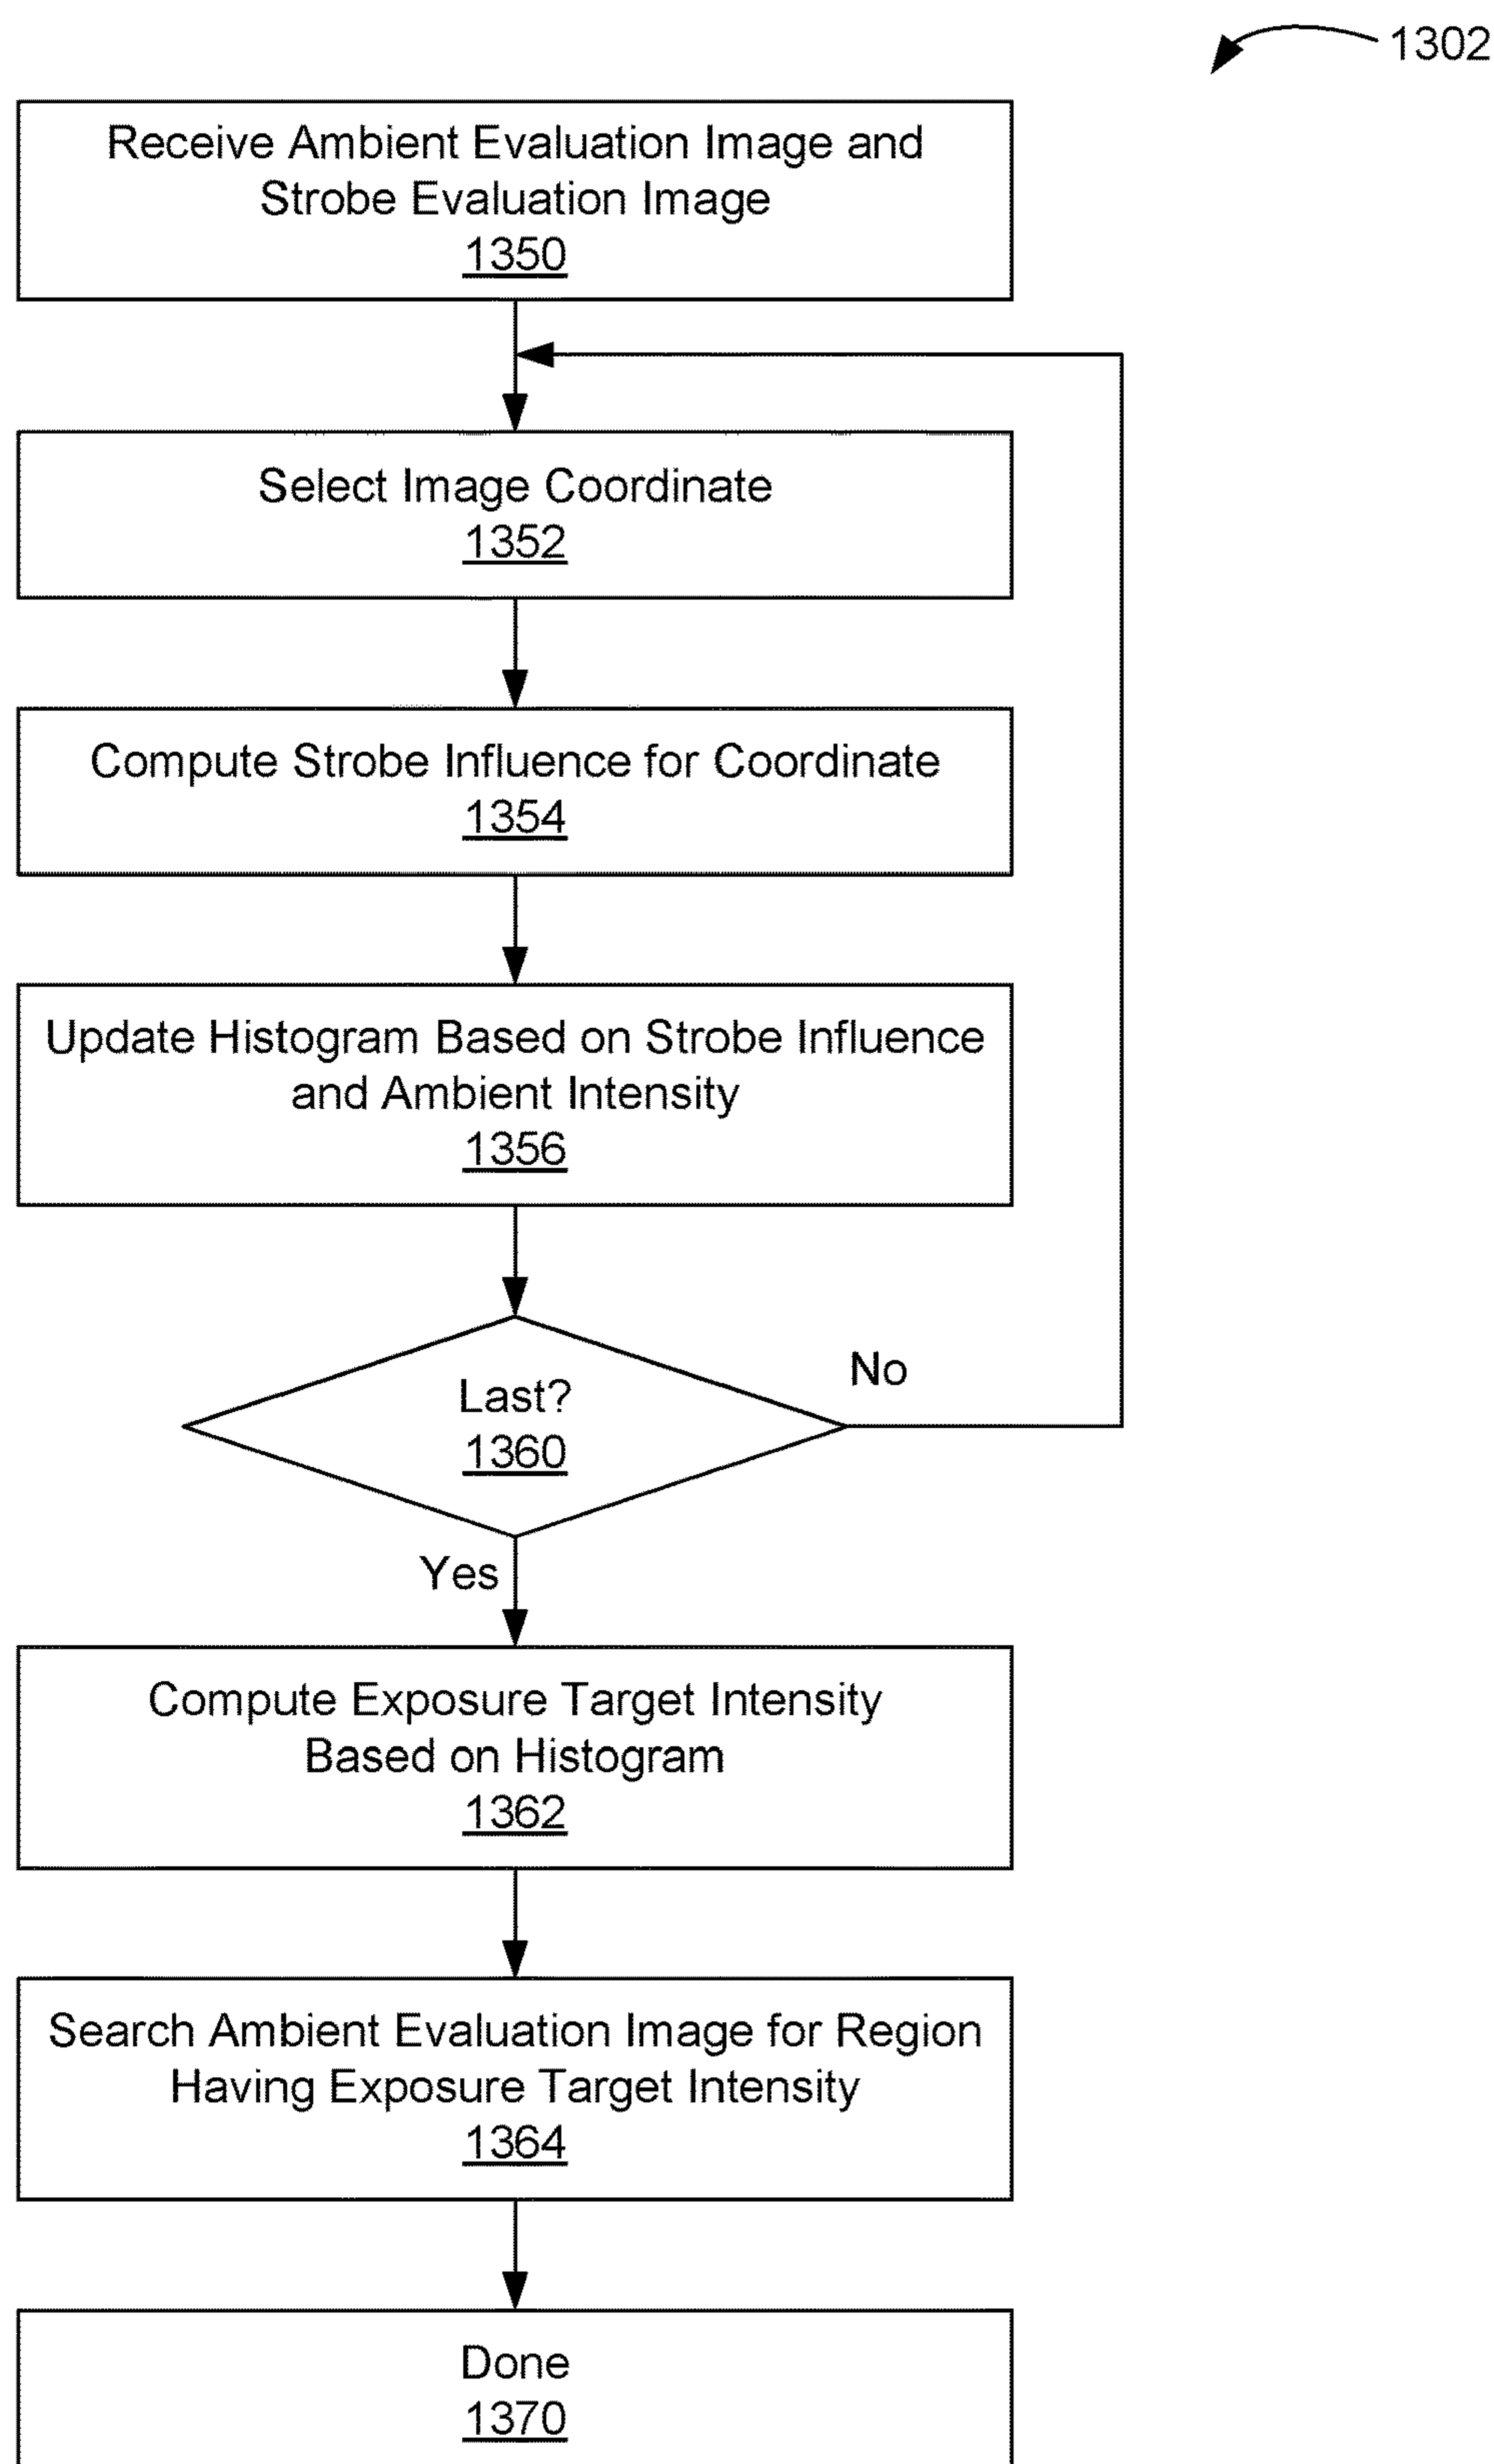 1302
Receive Ambient Evaluation Image and
Strobe Evaluation Image
1350
Select Image Coordinate
1352
Compute Strobe Influence for Coordinate
1354
Update Histogram Based on Strobe Influence
and Ambient Intensity
1356
Last?
1360
No
Yes
Compute Exposure Target Intensity
Based on Histogram
1362
Search Ambient Evaluation Image for Region
Having Exposure Target Intensity
1364
Done
1370